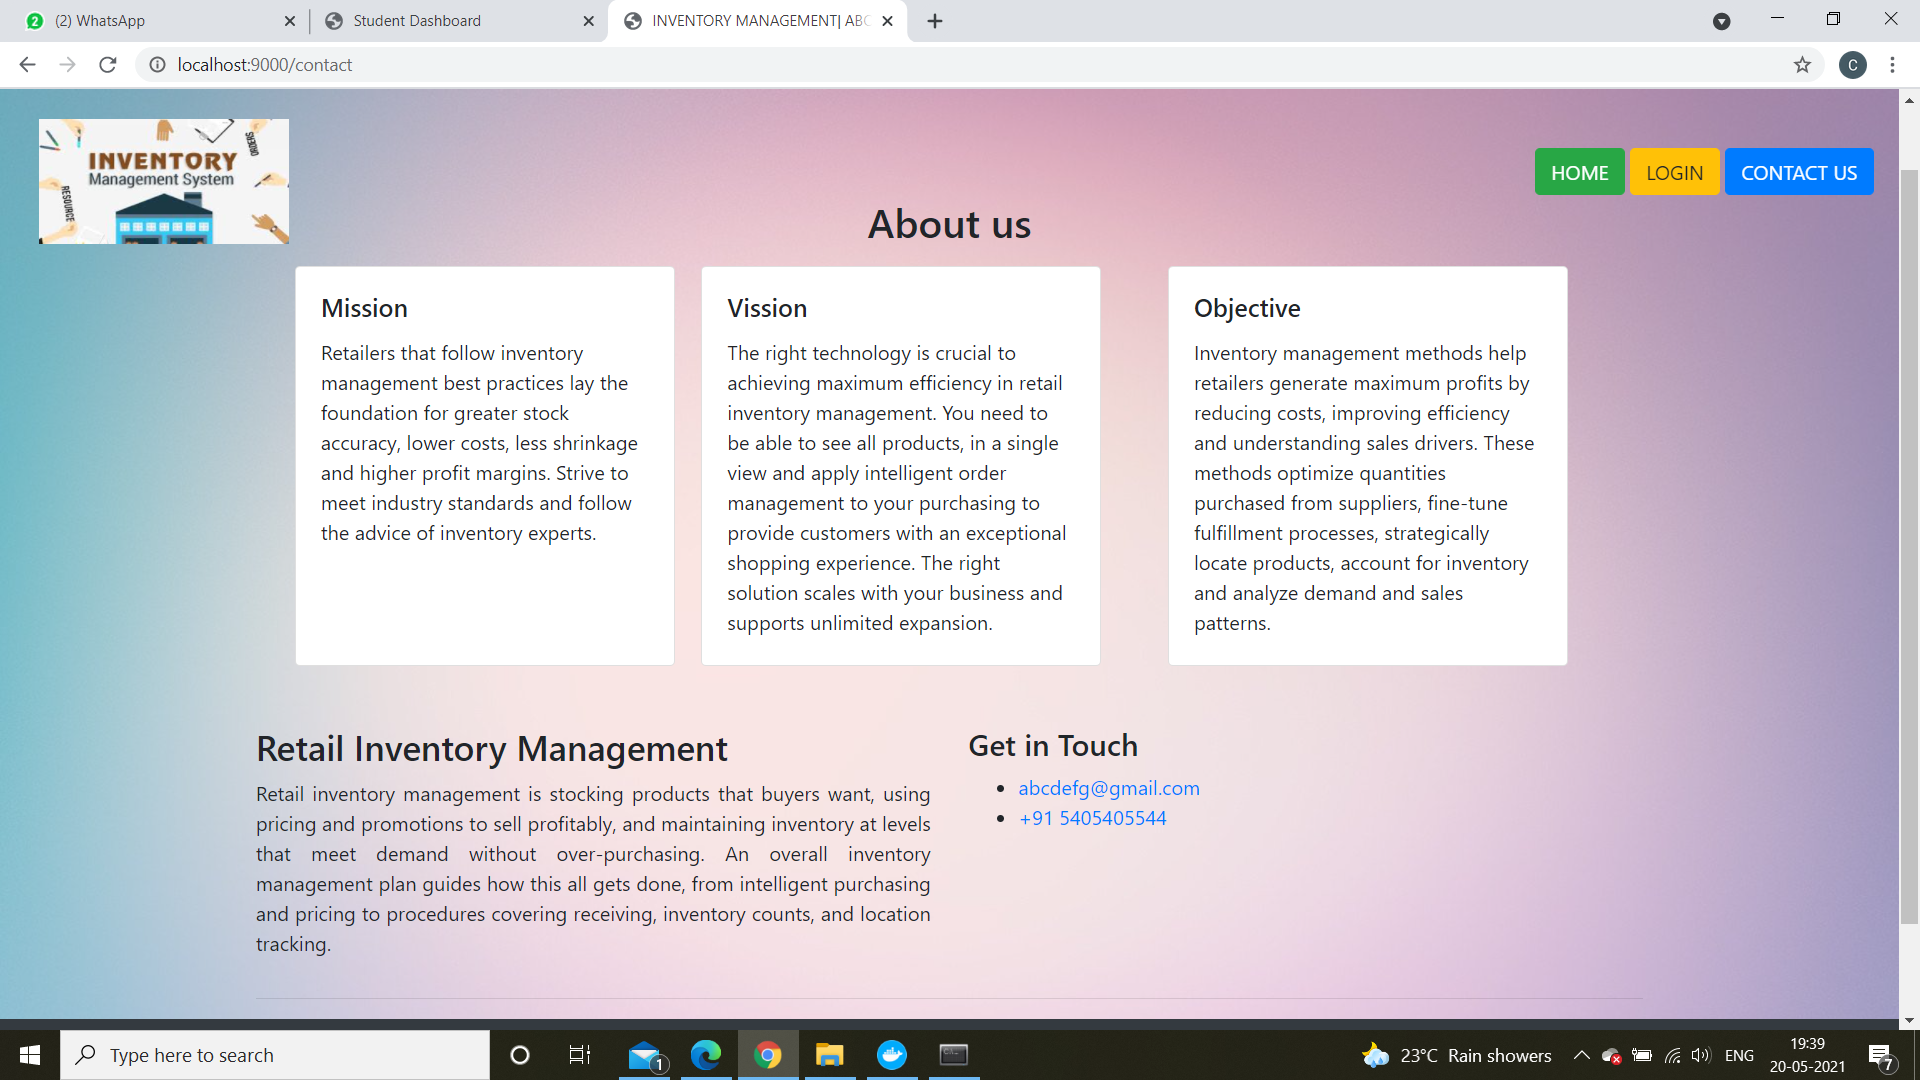 (2) WhatsApp
Student Dashboard
INVENTORY MANAGEMENT| ABC
localhost:9000/contact
C
INVENTORY
Management System
ORDERS
RESOURCE
HOME
LOGIN
CONTACT US
About us
Mission
Retailers that follow inventory
management best practices lay the
foundation for greater stock
accuracy, lower costs, less shrinkage
and higher profit margins. Strive to
meet industry standards and follow
the advice of inventory experts.
Vission
The right technology is crucial to
achieving maximum efficiency in retail
inventory management. You need to
be able to see all products, in a single
view and apply intelligent order
management to your purchasing to
provide customers with an exceptional
shopping experience. The right
solution scales with your business and
supports unlimited expansion.
Objective
Inventory management methods help
retailers generate maximum profits by
reducing costs, improving efficiency
and understanding sales drivers. These
methods optimize quantities
purchased from suppliers, fine-tune
fulfillment processes, strategically
locate products, account for inventory
and analyze demand and sales
patterns.
Retail Inventory Management
Retail inventory management is stocking products that buyers want, using
pricing and promotions to sell profitably, and maintaining inventory at levels
that meet demand without over-purchasing. An overall inventory
management plan guides how this all gets done, from intelligent purchasing
and pricing to procedures covering receiving, inventory counts, and location
tracking.
Get in Touch
abcdefg@gmail.com
+91 5405405544
Type here to search
1
23°C Rain showers
ENG
19:39
20-05-2021
7